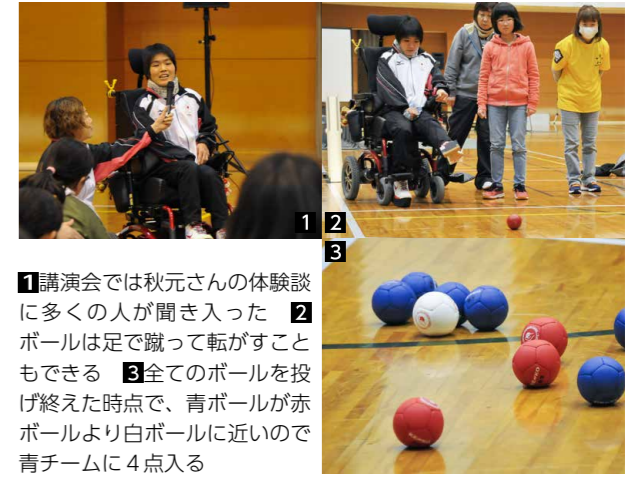 1
2
3
1講演会では秋元さんの体験談
に多くの人が聞き入った　2
ボールは足で蹴って転がすこと
もできる　3全てのボールを投
げ終えた時点で、青ボールが赤
ボールより白ボールに近いので
青チームに４点入る